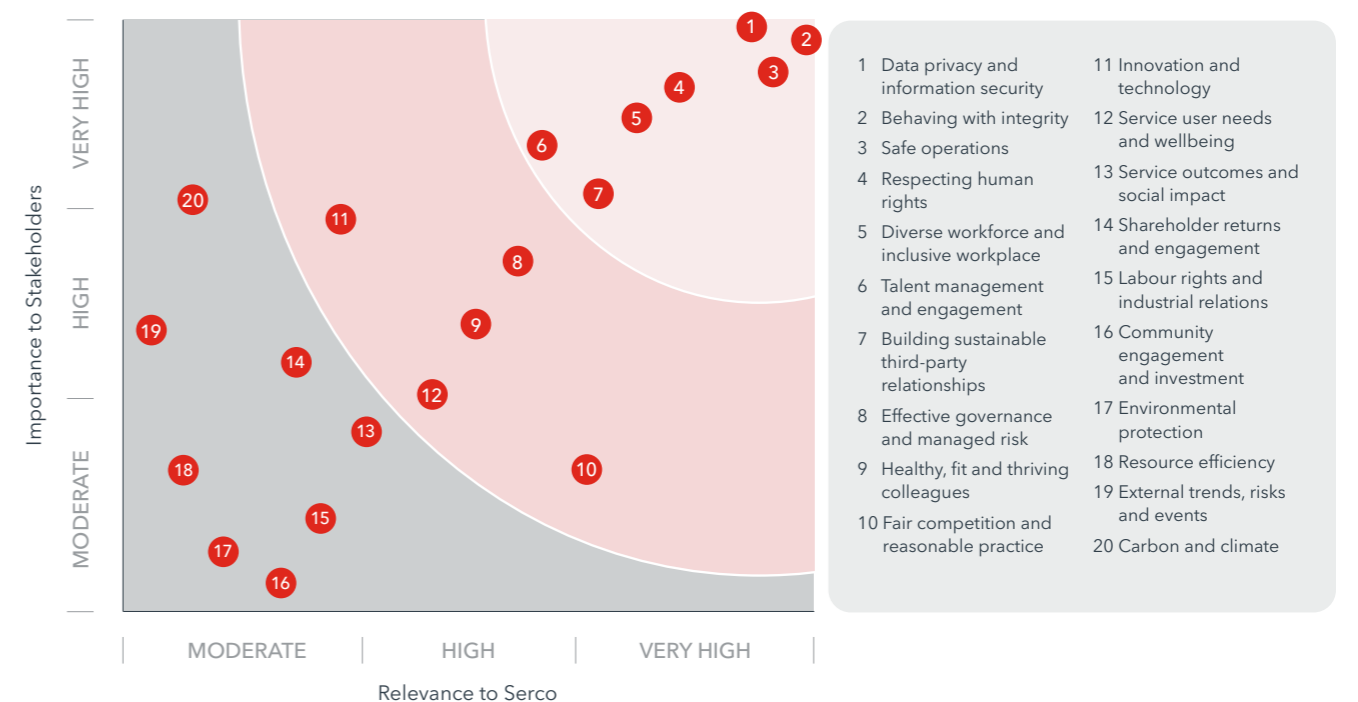 Importance to Stakeholders
VERY HIGH
HIGH
MODERATE
1
2
3
4
5
6
7
20
11
8
9
19
14
12
13
18
10
15
17
16
MODERATE
HIGH
VERY HIGH
Relevance to Serco
1 Data privacy and
information security
2 Behaving with integrity
3 Safe operations
4 Respecting human
rights
5 Diverse workforce and
inclusive workplace
6 Talent management
and engagement
7 Building sustainable
third-party
relationships
8 Effective governance
and managed risk
9 Healthy, fit and thriving
colleagues
10 Fair competition and
reasonable practice
11 Innovation and
technology
12 Service user needs
and wellbeing
13 Service outcomes and
social impact
14 Shareholder returns
and engagement
15 Labour rights and
industrial relations
16 Community
engagement
and investment
17 Environmental
protection
18 Resource efficiency
19 External trends, risks
and events
20 Carbon and climate